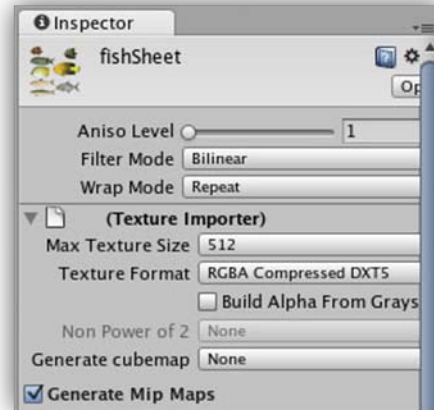 Inspector
fishSheet
Aniso Level 1
Filter Mode Bilinear
Wrap Mode Repeat
(Texture Importer)
Max Texture Size 512
Texture Format RGBA Compressed DXT5
Build Alpha From Grays
Non Power of 2 None
Generate cubemap None
Generate Mip Maps